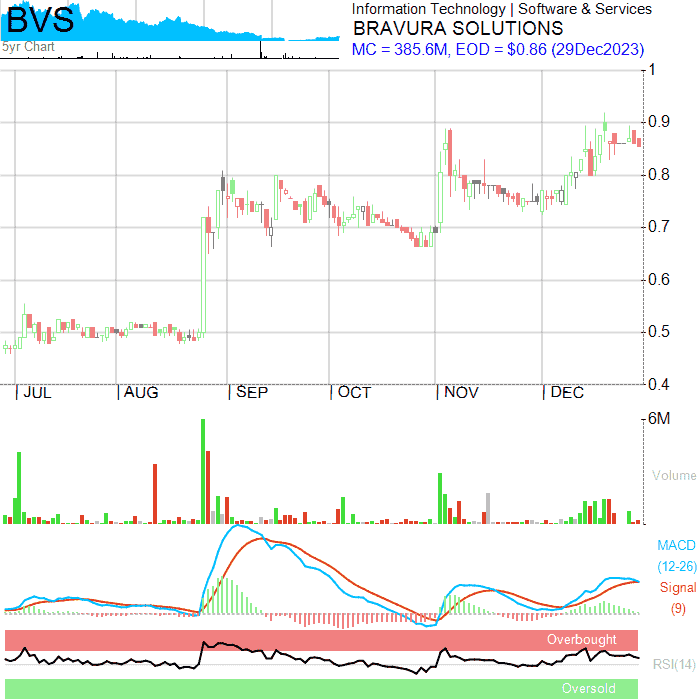 BVS
5yr Chart
Information Technology | Software & Services
BRAVURA SOLUTIONS
MC = 385.6M, EOD = $0.86 (29Dec2023)
1
0.9
0.8
0.7
0.6
0.5
0.4
JUL AUG SEP OCT NOV DEC
6M
Volume
MACD
(12-26)
Signal
(9)
Overbought
RSI(14)
Oversold